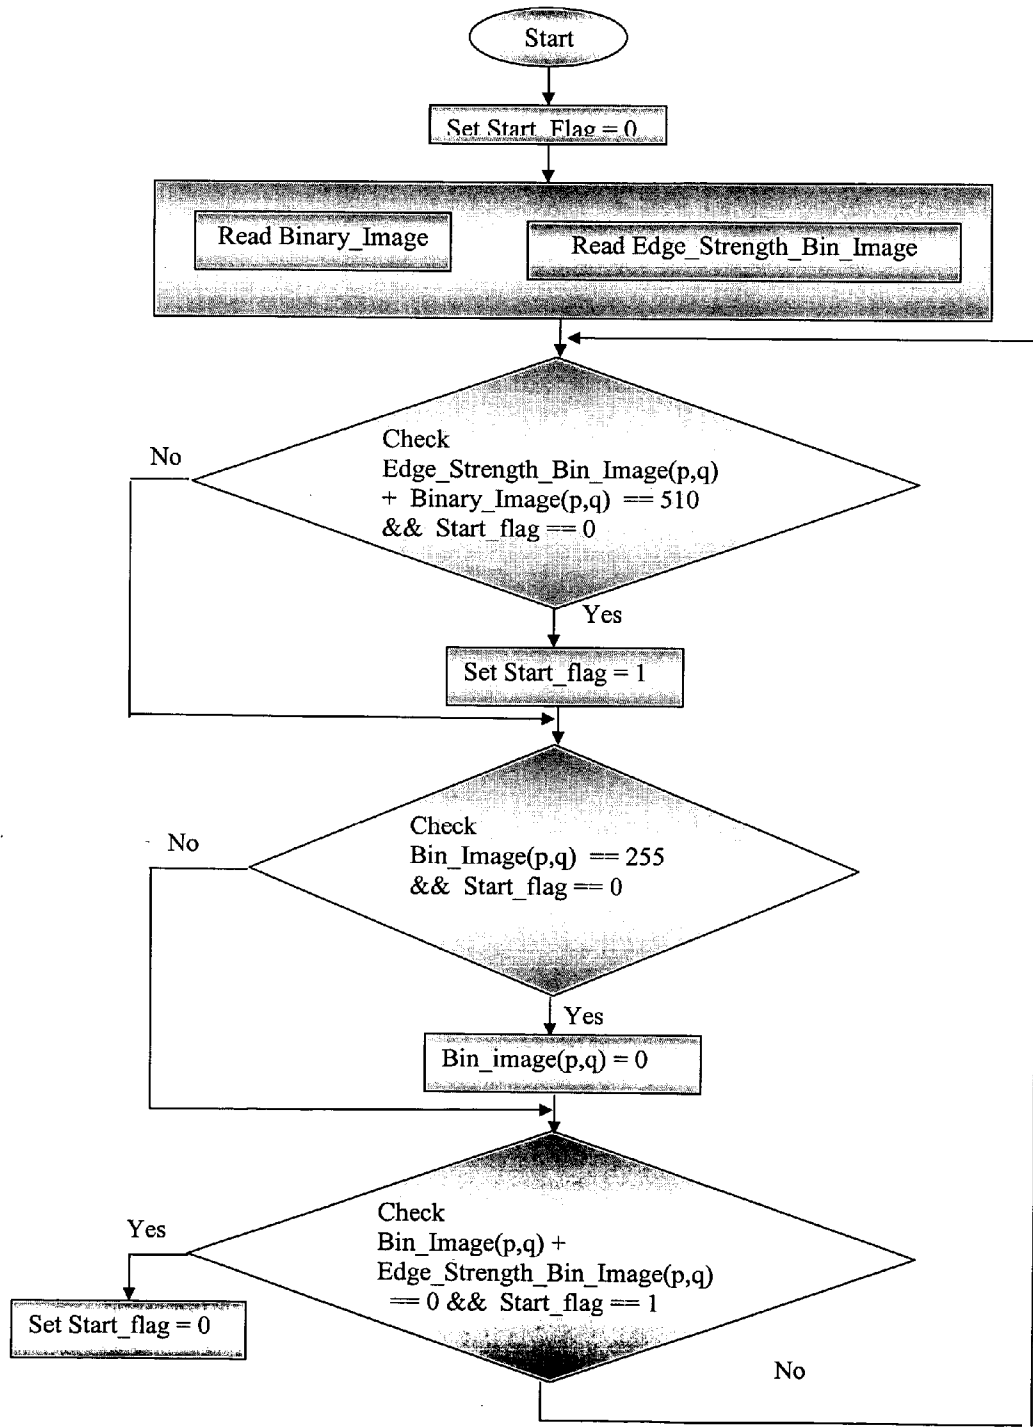 Start
Set Start_Flag = 0
Read Binary_Image
Read Edge_Strength_Bin_Image
No
Check
Edge_Strength_Bin_Image(p,q)
+ Binary_Image(p,q) == 510
&& Start_flag == 0
Yes
Set Start_flag = 1
No
Check
Bin_Image(p,q) == 255
&& Start_flag == 0
Yes
Bin_image(p,q) = 0
Yes
Check
Bin_Image(p,q) +
Edge_Strength_Bin_Image(p,q)
== 0 && Start_flag == 1
Set Start_flag = 0
No